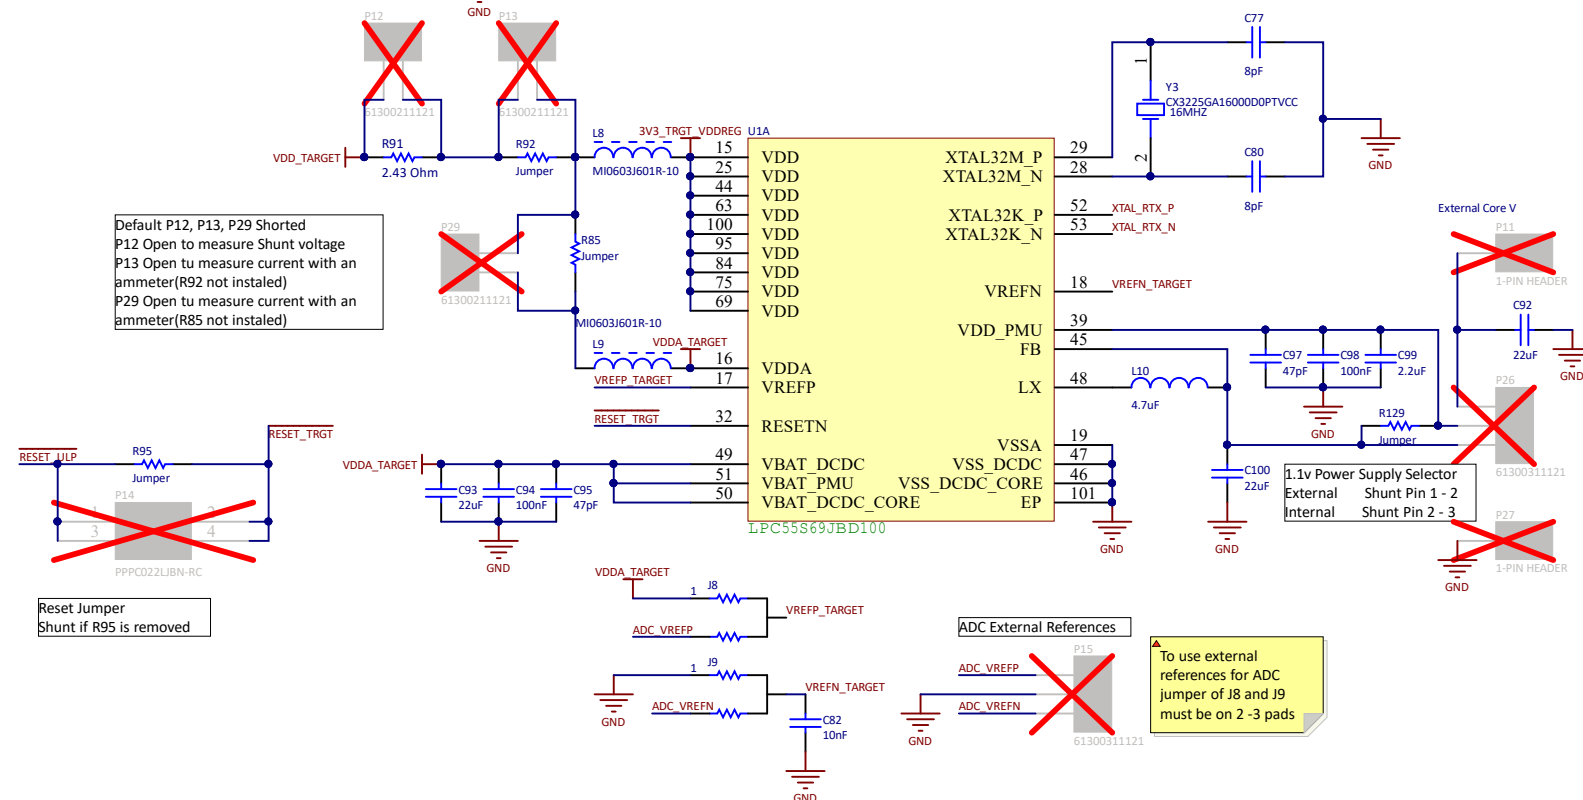 GND
P12
61300211121
P13
61300211121
VDD_TARGET
R91
2.43 Ohm
R92
Jumper
L8
MI0603J601R-10
3V3_TRGT_VDDREG
Default P12, P13, P29 Shorted
P12 Open to measure Shunt voltage
P13 Open tu measure current with an
ammeter(R92 not instaled)
P29 Open tu measure current with an
ammeter(R85 not instaled)
P29
61300211121
R85
Jumper
MI0603J601R-10
L9
VDDA_TARGET
VREFP_TARGET
RESET_TRGT
U1A
15 VDD
25 VDD
44 VDD
63 VDD
100 VDD
95 VDD
84 VDD
75 VDD
69 VDD
16 VDDA
17 VREFP
32 RESETN
49 VBAT_DCDC
51 VBAT_PMU
50 VBAT_DCDC_CORE
XTAL32M_P 29
XTAL32M_N 28
XTAL32K_P 52
XTAL32K_N 53
VREFN 18
VDD_PMU 39
FB 45
LX 48
VSSA 19
VSS_DCDC 47
VSS_DCDC_CORE 46
EP 101
LPC55S69JBD100
XTAL_RTX_P
XTAL_RTX_N
VREFN_TARGET
C77
8pF
1
Y3
CX3225GA16000D0PTVCC
16MHZ
2
C80
8pF
GND
External Core V
P11
1-PIN HEADER
C92
22uF
GND
C97
47pF
C98
100nF
C99
2.2uF
GND
L10
4.7uF
R129
Jumper
P26
61300311121
C100
22uF
GND
GND
1.1v Power Supply Selector
External Shunt Pin 1 - 2
Internal Shunt Pin 2 - 3
P27
1-PIN HEADER
GND
RESET_ULP
R95
Jumper
RESET_TRGT
P14
1
2
3
4
PPPC022LJBN-RC
Reset Jumper
Shunt if R95 is removed
VDDA_TARGET
C93
22uF
C94
100nF
C95
47pF
GND
VDDA_TARGET
1
J8
ADC_VREFP
VREFP_TARGET
1
J9
GND
ADC_VREFN
VREFN_TARGET
C82
10nF
GND
ADC External References
ADC_VREFP
ADC_VREFN
GND
P15
61300311121
To use external
references for ADC
jumper of J8 and J9
must be on 2 -3 pads